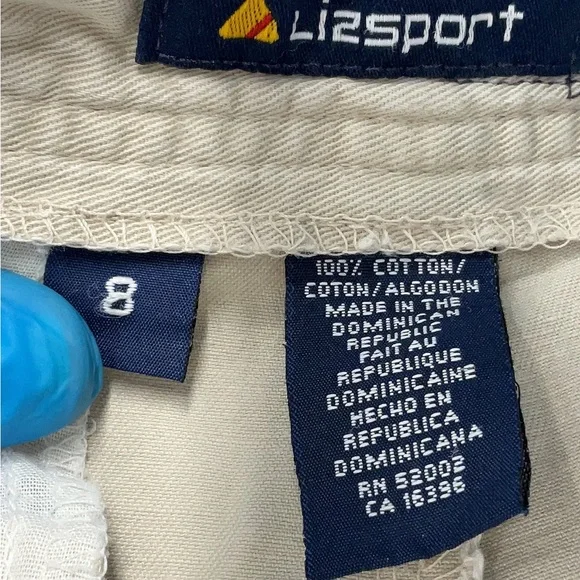 Lizsport
8
100% COTTON/
COTON/ALGODON
MADE IN THE
DOMINICAN
REPUBLIC
FAIT AU
REPUBLIQUE
DOMINICAINE
HECHO EN
REPUBLICA
DOMINICANA
RN 52002
CA 16396